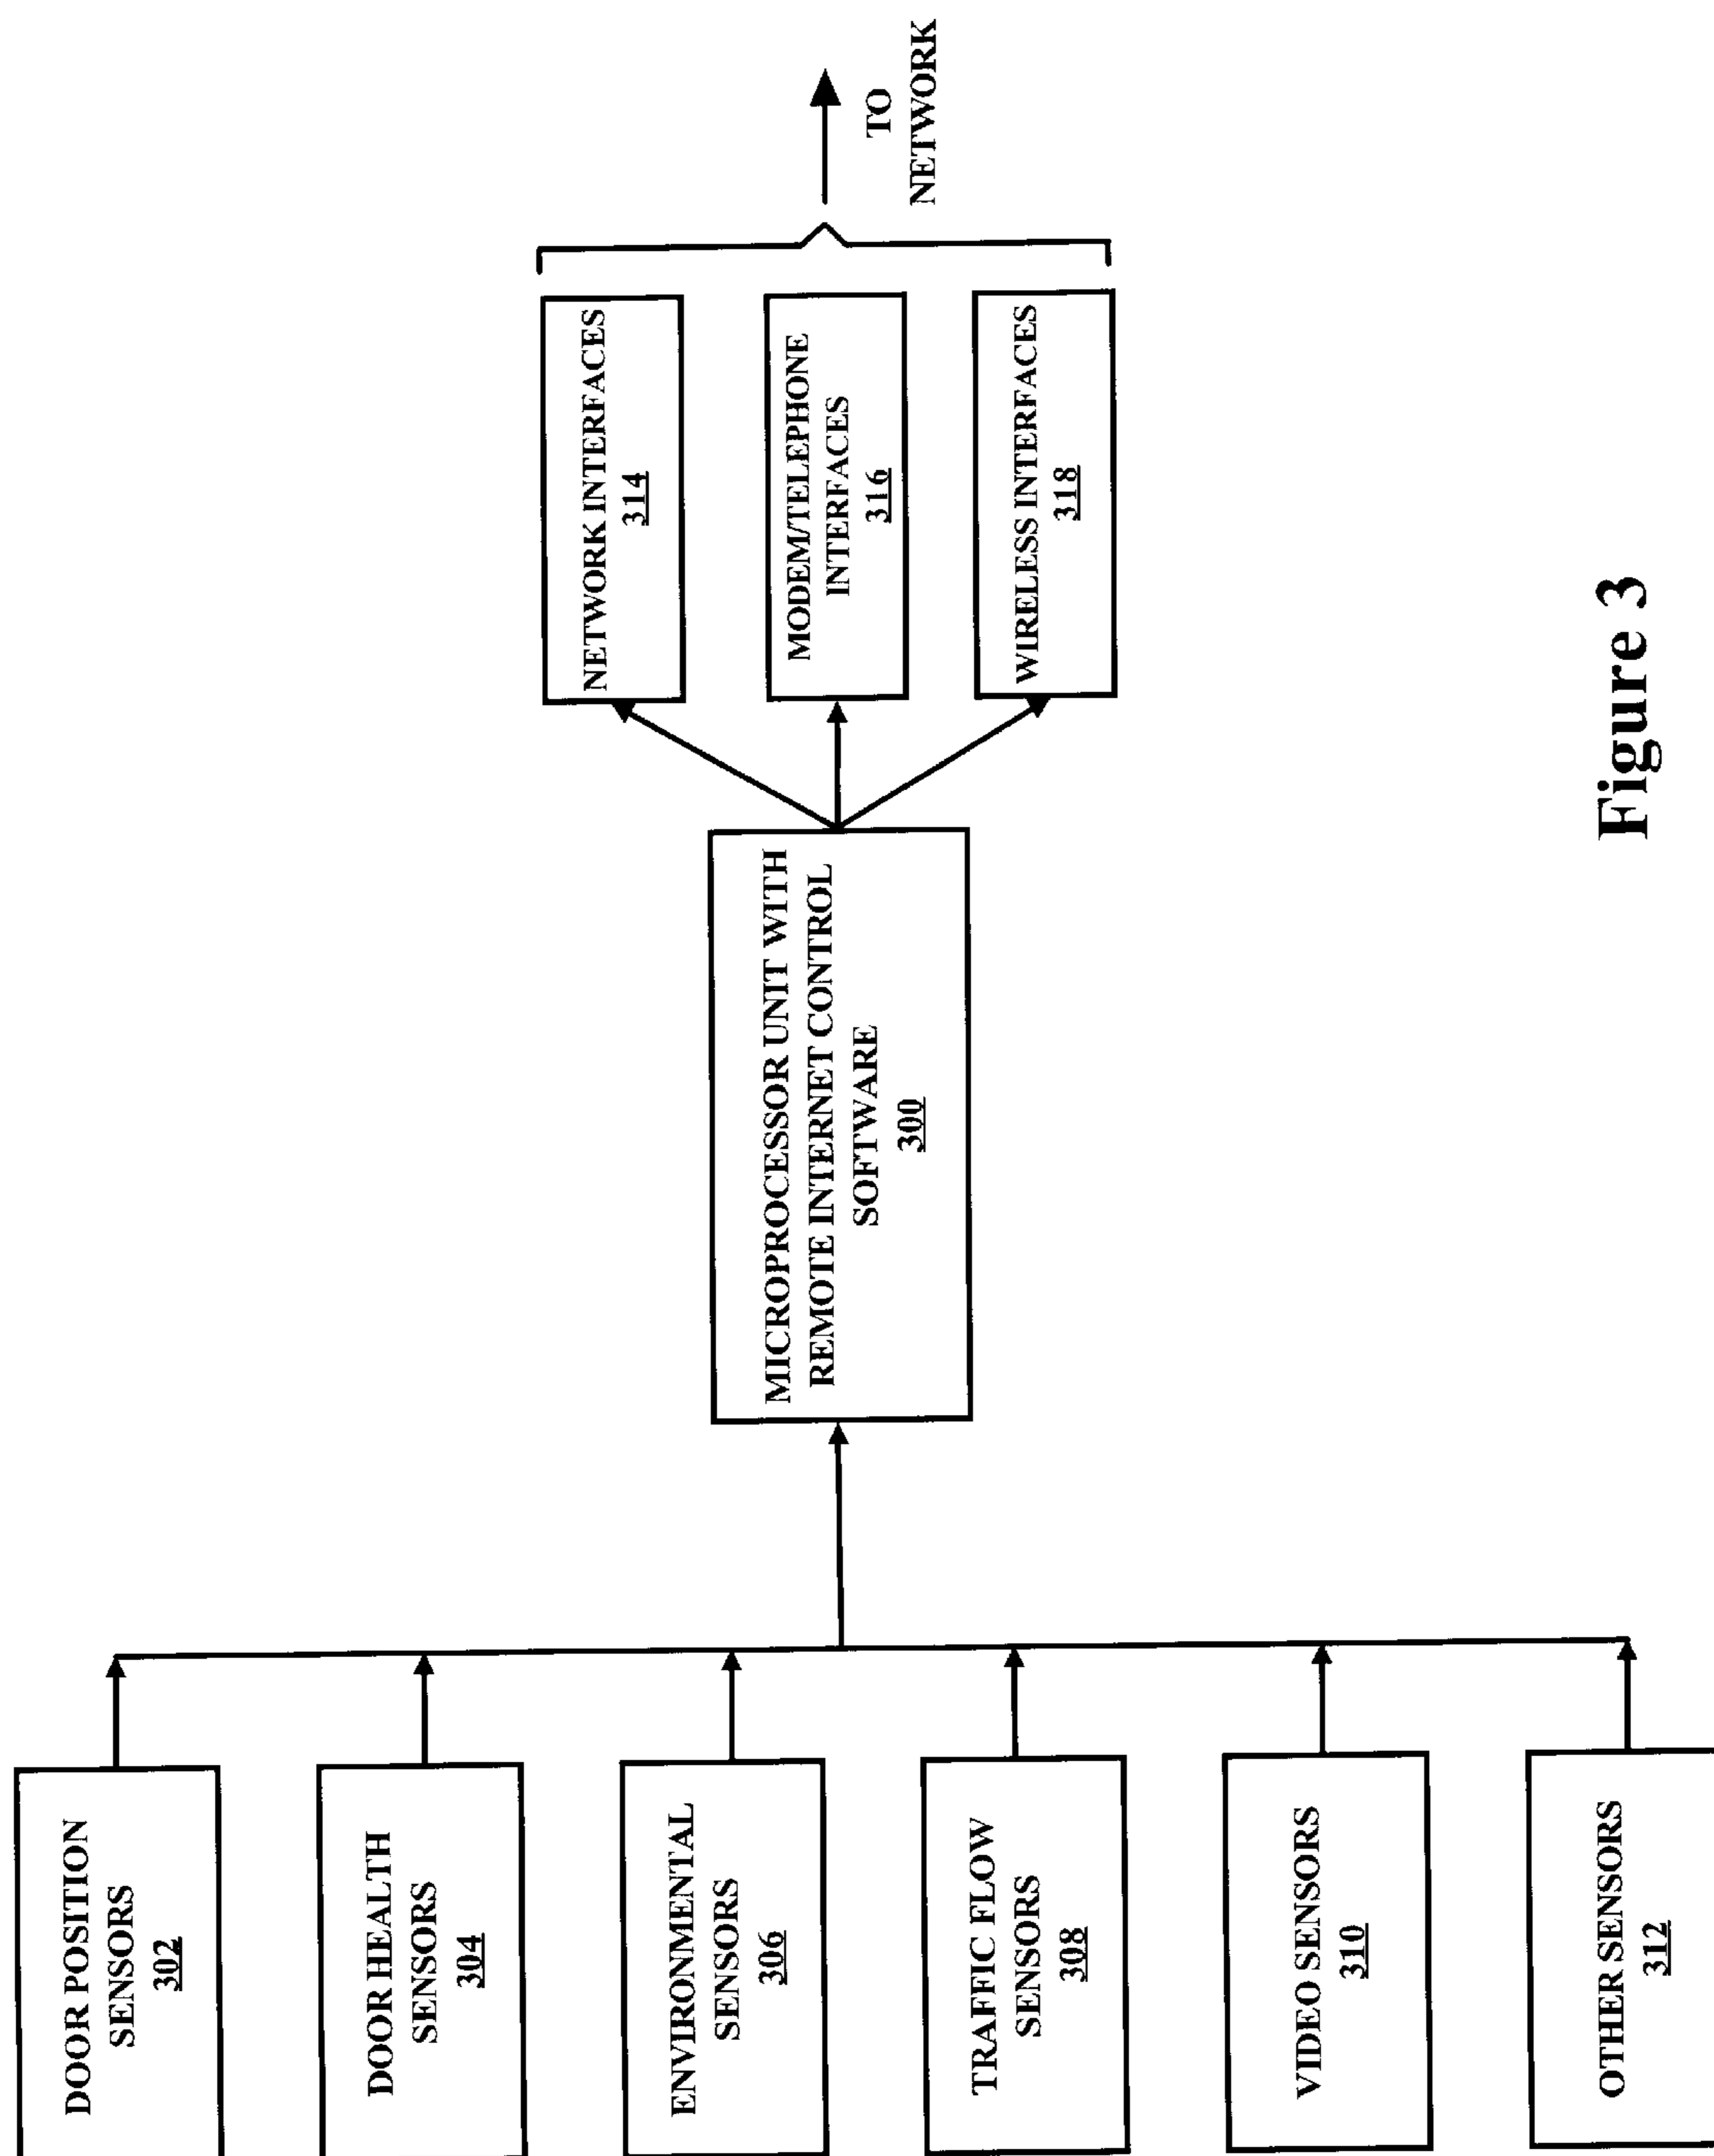 DOOR POSITION
SENSORS
302
DOOR HEALTH
SENSORS
304
ENVIRONMENTAL
SENSORS
306
TRAFFIC FLOW
SENSORS
308
VIDEO SENSORS
310
OTHER SENSORS
312
MICROPROCESSOR UNIT WITH
REMOTE INTERNET CONTROL
SOFTWARE
300
NETWORK INTERFACES
314
MODEM/TELEPHONE
INTERFACES
316
WIRELESS INTERFACES
318
TO
NETWORK
Figure 3